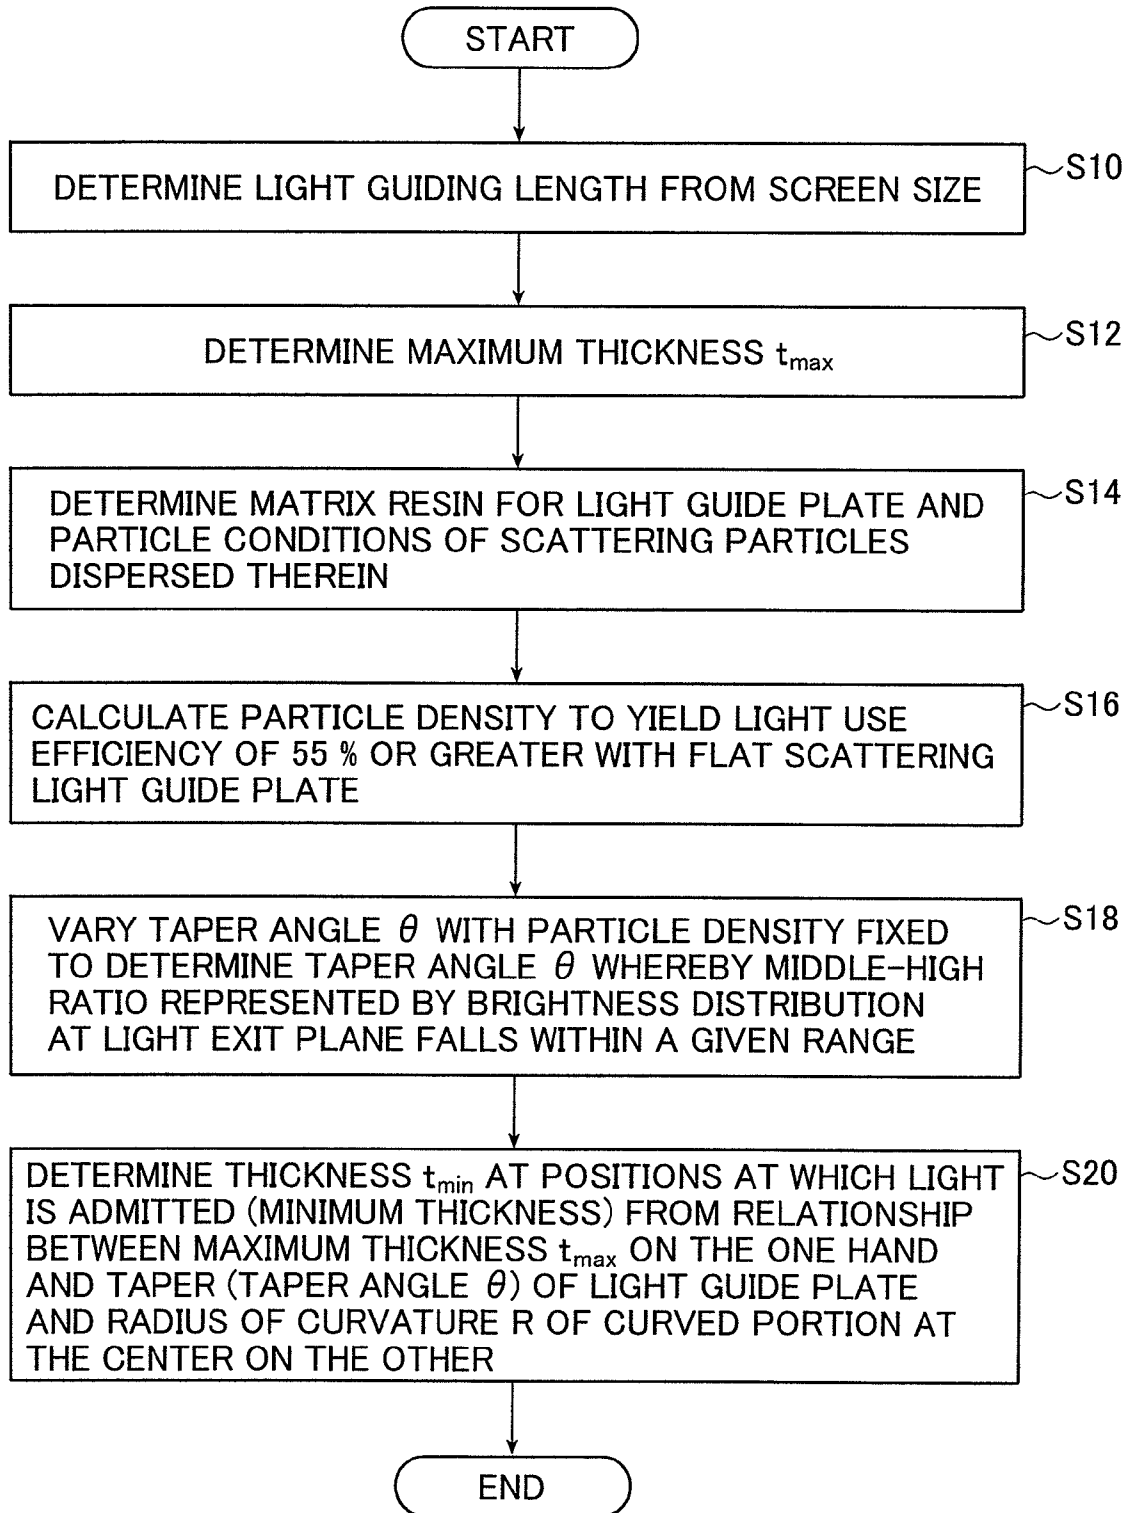 START
DETERMINE LIGHT GUIDING LENGTH FROM SCREEN SIZE
S10
DETERMINE MAXIMUM THICKNESS tmax
S12
DETERMINE MATRIX RESIN FOR LIGHT GUIDE PLATE AND
PARTICLE CONDITIONS OF SCATTERING PARTICLES
DISPERSED THEREIN
S14
CALCULATE PARTICLE DENSITY TO YIELD LIGHT USE
EFFICIENCY OF 55 % OR GREATER WITH FLAT SCATTERING
LIGHT GUIDE PLATE
S16
VARY TAPER ANGLE θ WITH PARTICLE DENSITY FIXED
TO DETERMINE TAPER ANGLE θ WHEREBY MIDDLE-HIGH
RATIO REPRESENTED BY BRIGHTNESS DISTRIBUTION
AT LIGHT EXIT PLANE FALLS WITHIN A GIVEN RANGE
S18
DETERMINE THICKNESS tmin AT POSITIONS AT WHICH LIGHT
IS ADMITTED (MINIMUM THICKNESS) FROM RELATIONSHIP
BETWEEN MAXIMUM THICKNESS tmax ON THE ONE HAND
AND TAPER (TAPER ANGLE θ) OF LIGHT GUIDE PLATE
AND RADIUS OF CURVATURE R OF CURVED PORTION AT
THE CENTER ON THE OTHER
S20
END